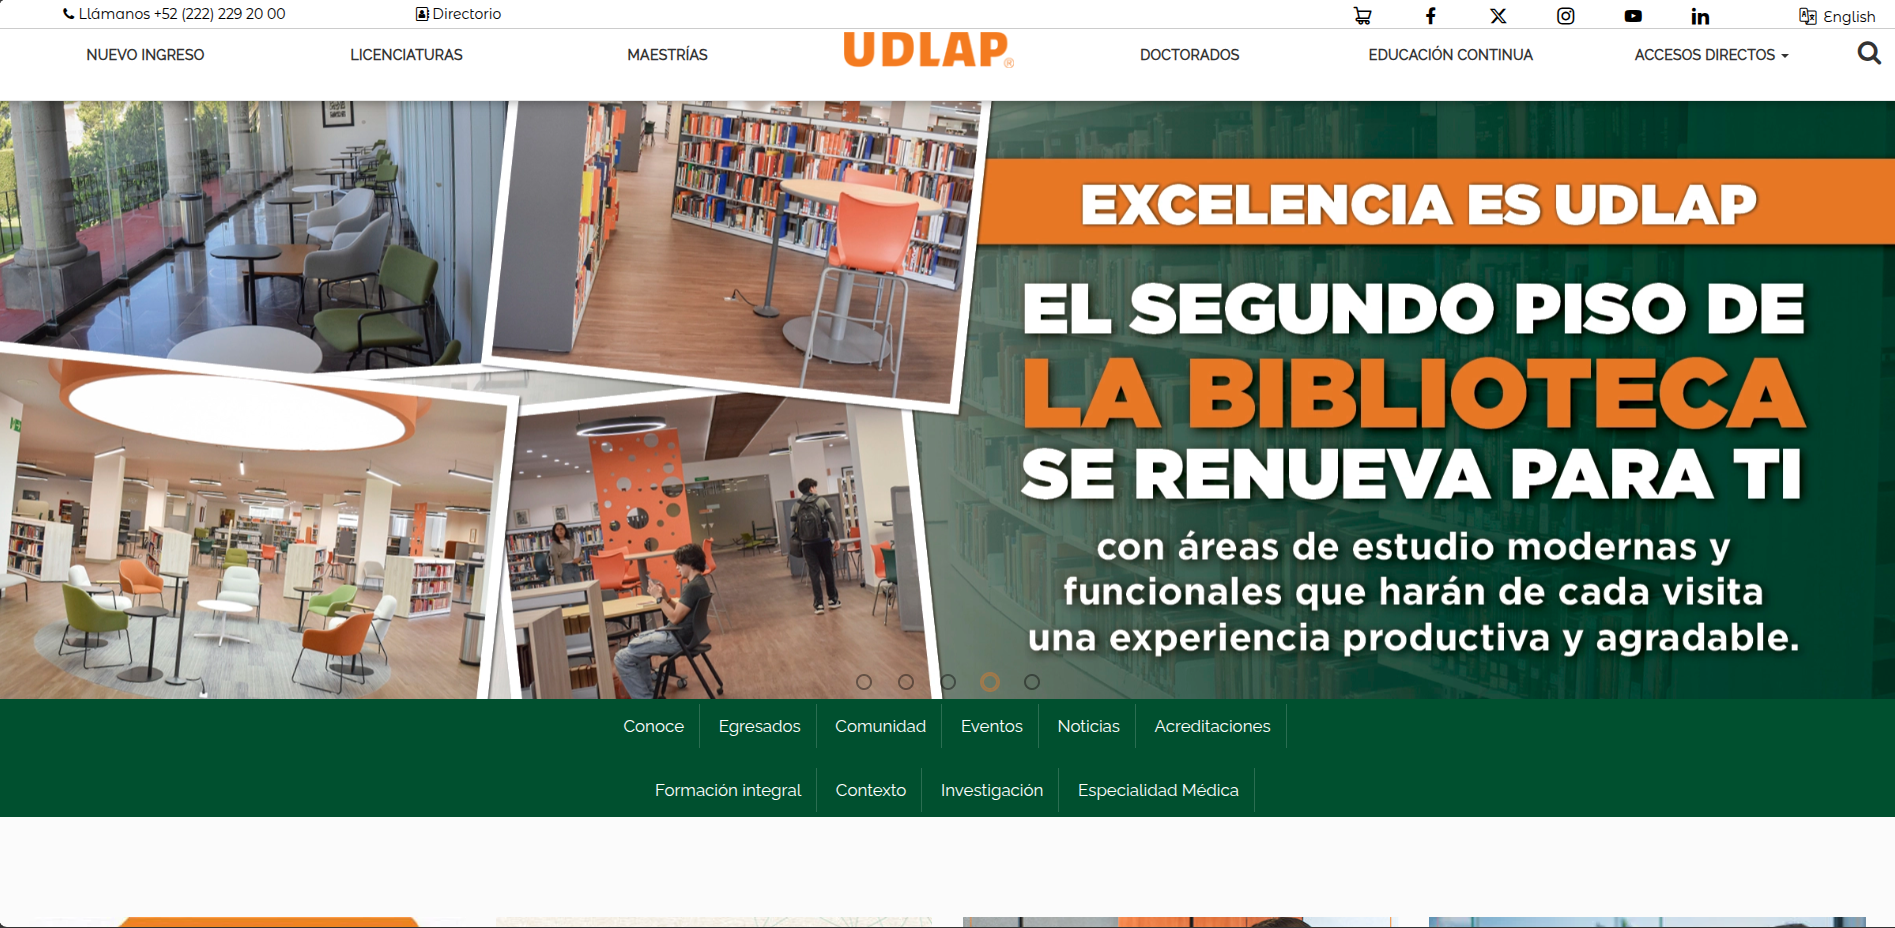 Llámanos +52 (222) 229 20 00
Directorio
English
NUEVO INGRESO
LICENCIATURAS
MAESTRÍAS
UDLAP®
DOCTORADOS
EDUCACIÓN CONTINUA
ACCESOS DIRECTOS
EXCELENCIA ES UDLAP
EL SEGUNDO PISO DE
LA BIBLIOTECA
SE RENUEVA PARA TI
con áreas de estudio modernas y
funcionales que harán de cada visita
una experiencia productiva y agradable.
Conoce
Egresados
Comunidad
Eventos
Noticias
Acreditaciones
Formación integral
Contexto
Investigación
Especialidad Médica